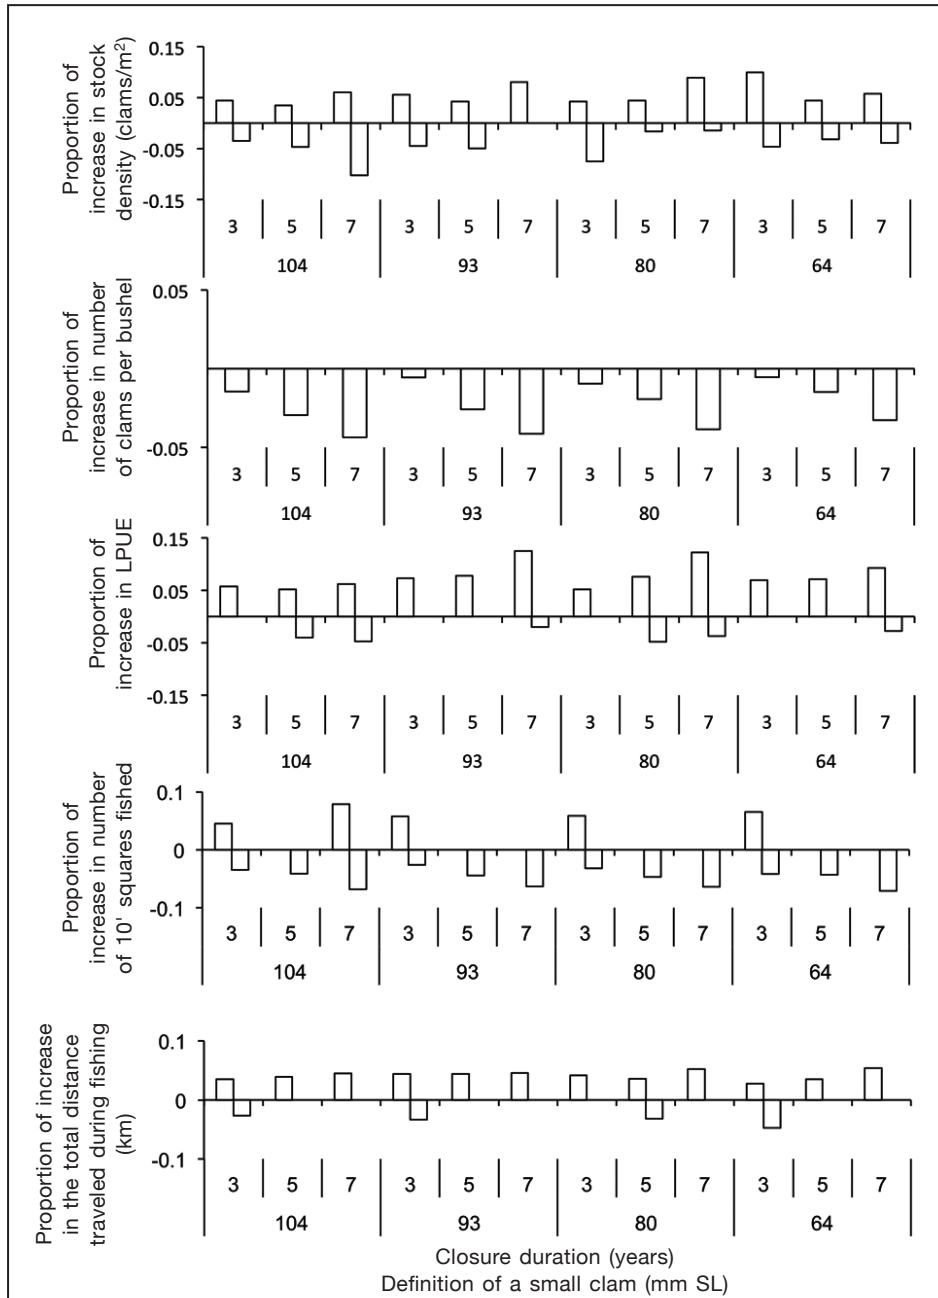 Proportion of
increase in stock
density (clams/m²)
0.15
0.05
-0.05
-0.15
3 5 7 3 5 7 3 5 7 3 5 7
104 93 80 64
Proportion of
increase in number
of clams per bushel
0.05
-0.05
3 5 7 3 5 7 3 5 7 3 5 7
104 93 80 64
Proportion of
increase in LPUE
0.15
0.05
-0.05
-0.15
3 5 7 3 5 7 3 5 7 3 5 7
104 93 80 64
Proportion of
increase in number
of 10' squares fished
0.1
0
-0.1
3 5 7 3 5 7 3 5 7 3 5 7
104 93 80 64
Proportion of increase
in the total distance
traveled during fishing
(km)
0.1
0
-0.1
3 5 7 3 5 7 3 5 7 3 5 7
104 93 80 64
Closure duration (years)
Definition of a small clam (mm SL)